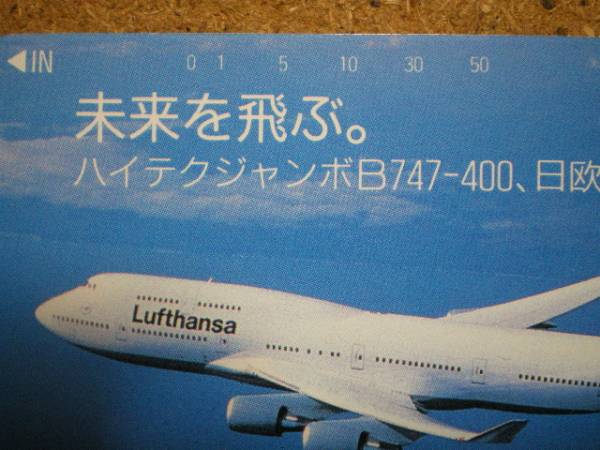 ◀IN 0 1 5 10 30 50
未来を飛ぶ。
ハイテクジャンボB747-400、日欧
Lufthansa